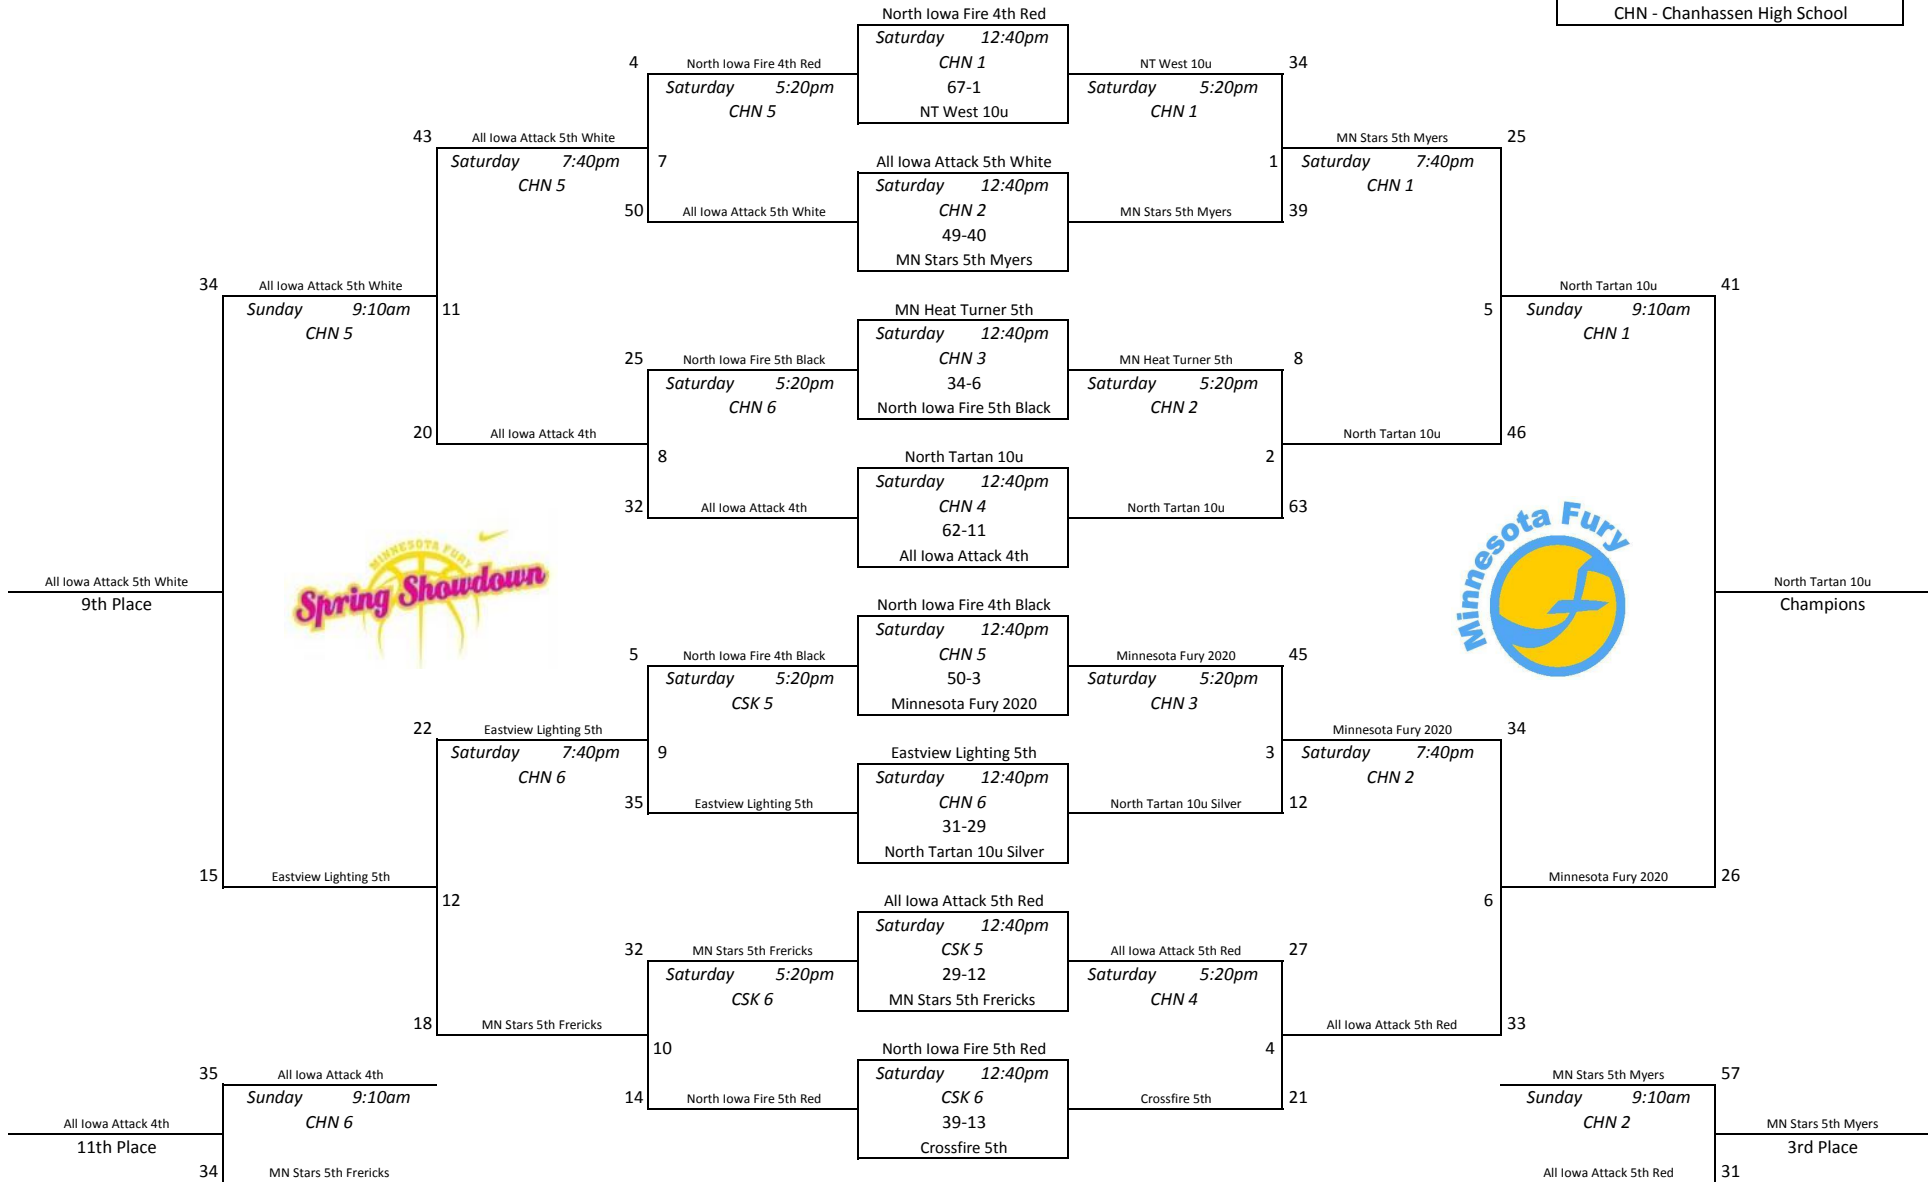 CHN - Chanhassen High School
North Iowa Fire 4th Red
Saturday 12:40pm
CHN 1
67-1
NT West 10u
4
North Iowa Fire 4th Red
Saturday 5:20pm
CHN 5
NT West 10u
34
Saturday 5:20pm
CHN 1
43
All Iowa Attack 5th White
Saturday 7:40pm
CHN 5
7
1
MN Stars 5th Myers
25
Saturday 7:40pm
CHN 1
All Iowa Attack 5th White
Saturday 12:40pm
CHN 2
49-40
MN Stars 5th Myers
50
All Iowa Attack 5th White
MN Stars 5th Myers
39
34
All Iowa Attack 5th White
Sunday 9:10am
CHN 5
11
5
North Tartan 10u
41
Sunday 9:10am
CHN 1
MN Heat Turner 5th
Saturday 12:40pm
CHN 3
34-6
North Iowa Fire 5th Black
25
North Iowa Fire 5th Black
Saturday 5:20pm
CHN 6
MN Heat Turner 5th
8
Saturday 5:20pm
CHN 2
20
All Iowa Attack 4th
8
2
North Tartan 10u
46
North Tartan 10u
Saturday 12:40pm
CHN 4
62-11
All Iowa Attack 4th
32
All Iowa Attack 4th
North Tartan 10u
63
MINNESOTA FURY
Spring Showdown
Minnesota Fury
All Iowa Attack 5th White
9th Place
North Tartan 10u
Champions
North Iowa Fire 4th Black
Saturday 12:40pm
CHN 5
50-3
Minnesota Fury 2020
5
North Iowa Fire 4th Black
Saturday 5:20pm
CSK 5
Minnesota Fury 2020
45
Saturday 5:20pm
CHN 3
22
Eastview Lighting 5th
Saturday 7:40pm
CHN 6
9
3
Minnesota Fury 2020
34
Saturday 7:40pm
CHN 2
Eastview Lighting 5th
Saturday 12:40pm
CHN 6
31-29
North Tartan 10u Silver
35
Eastview Lighting 5th
North Tartan 10u Silver
12
15
Eastview Lighting 5th
12
6
Minnesota Fury 2020
26
All Iowa Attack 5th Red
Saturday 12:40pm
CSK 5
29-12
MN Stars 5th Frericks
32
MN Stars 5th Frericks
Saturday 5:20pm
CSK 6
All Iowa Attack 5th Red
27
Saturday 5:20pm
CHN 4
18
MN Stars 5th Frericks
10
4
All Iowa Attack 5th Red
33
North Iowa Fire 5th Red
Saturday 12:40pm
CSK 6
39-13
Crossfire 5th
14
North Iowa Fire 5th Red
Crossfire 5th
21
35
All Iowa Attack 4th
Sunday 9:10am
CHN 6
All Iowa Attack 4th
11th Place
34
MN Stars 5th Frericks
MN Stars 5th Myers
57
Sunday 9:10am
CHN 2
MN Stars 5th Myers
3rd Place
All Iowa Attack 5th Red
31